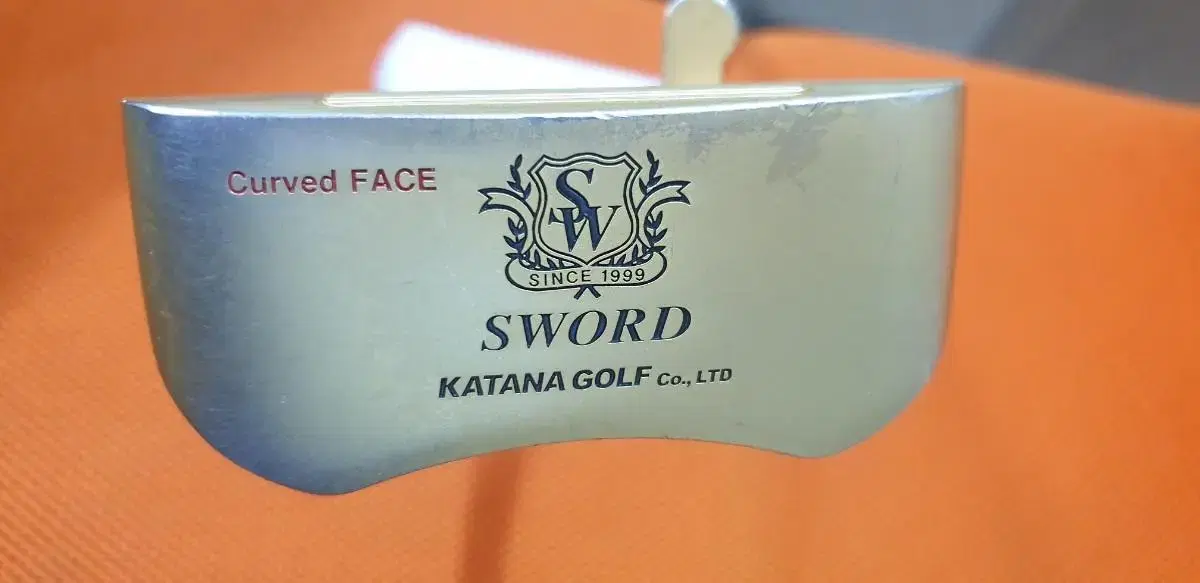 Curved FACE
SW
SINCE 1999
SWORD
KATANA GOLF Co., LTD